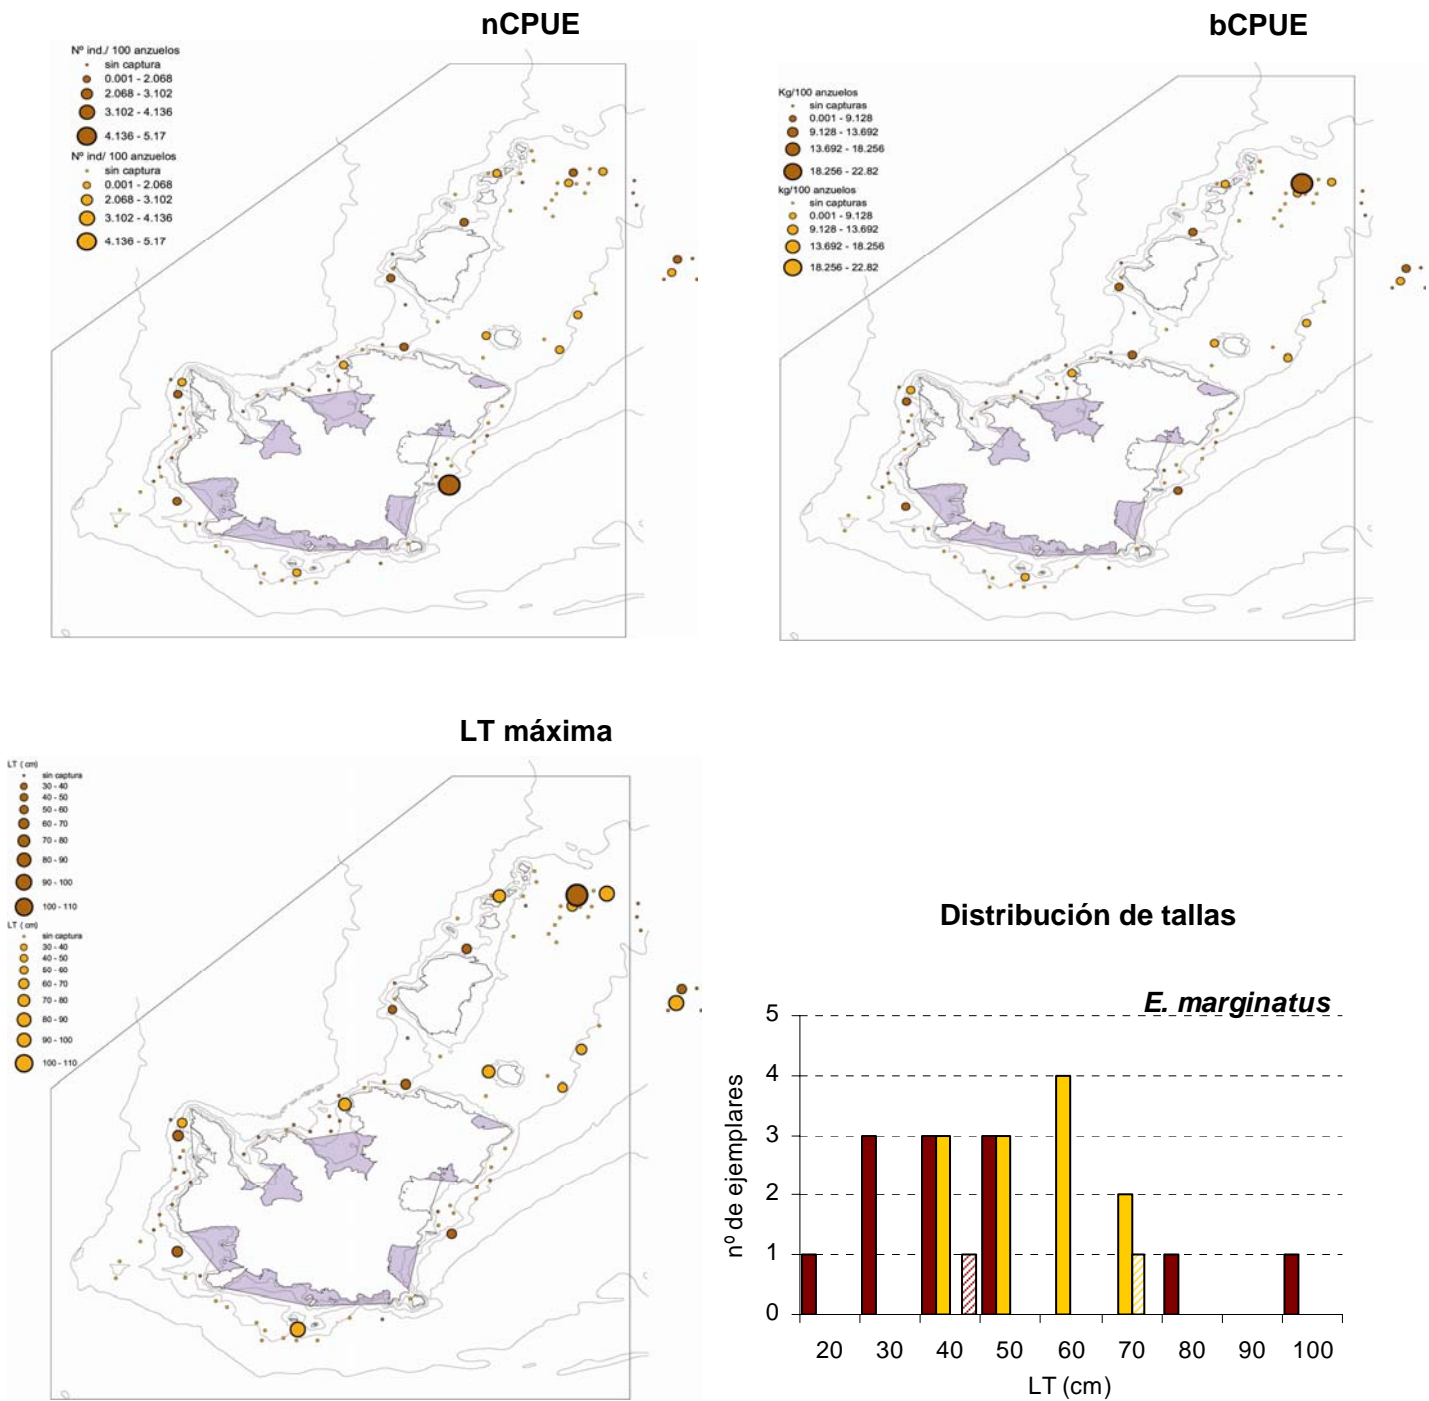 nCPUE
Nº ind./ 100 anzuelos
sin captura
0.001 - 2.068
2.068 - 3.102
3.102 - 4.136
4.136 - 5.17
Nº ind/ 100 anzuelos
sin captura
0.001 - 2.068
2.068 - 3.102
3.102 - 4.136
4.136 - 5.17
bCPUE
Kg/100 anzuelos
sin capturas
0.001 - 9.128
9.128 - 13.692
13.692 - 18.256
18.256 - 22.82
kg/100 anzuelos
sin capturas
0.001 - 9.128
9.128 - 13.692
13.692 - 18.256
18.256 - 22.82
LT máxima
LT ( cm)
sin captura
30 - 40
40 - 50
50 - 60
60 - 70
70 - 80
80 - 90
90 - 100
100 - 110
LT ( cm)
sin captura
30 - 40
40 - 50
50 - 60
60 - 70
70 - 80
80 - 90
90 - 100
100 - 110
Distribución de tallas
E. marginatus
nº de ejemplares
5
4
3
2
1
0
20 30 40 50 60 70 80 90 100
LT (cm)